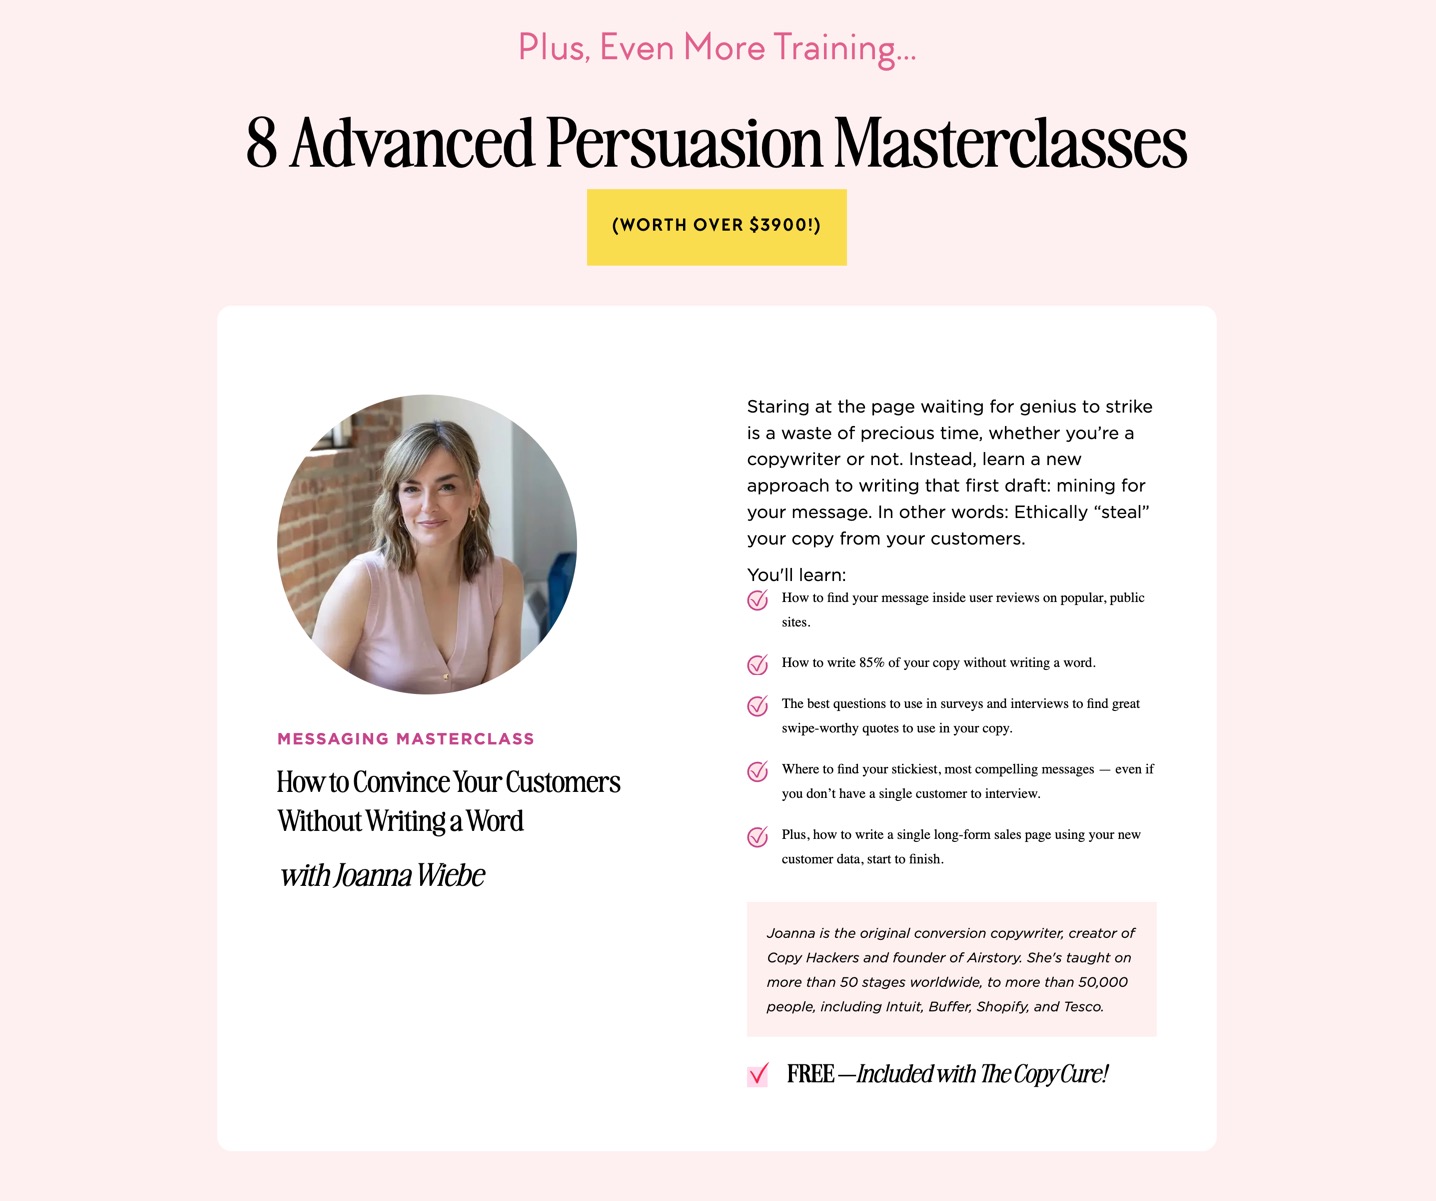 Plus, Even More Training...
8 Advanced Persuasion Masterclasses
(WORTH OVER $3900!)
MESSAGING MASTERCLASS
How to Convince Your Customers
Without Writing a Word
with Joanna Wiebe
Staring at the page waiting for genius to strike
is a waste of precious time, whether you’re a
copywriter or not. Instead, learn a new
approach to writing that first draft: mining for
your message. In other words: Ethically “steal”
your copy from your customers.
You'll learn:
How to find your message inside user reviews on popular, public
sites.
How to write 85% of your copy without writing a word.
The best questions to use in surveys and interviews to find great
swipe-worthy quotes to use in your copy.
Where to find your stickiest, most compelling messages — even if
you don’t have a single customer to interview.
Plus, how to write a single long-form sales page using your new
customer data, start to finish.
Joanna is the original conversion copywriter, creator of
Copy Hackers and founder of Airstory. She's taught on
more than 50 stages worldwide, to more than 50,000
people, including Intuit, Buffer, Shopify, and Tesco.
FREE —Included with The Copy Cure!